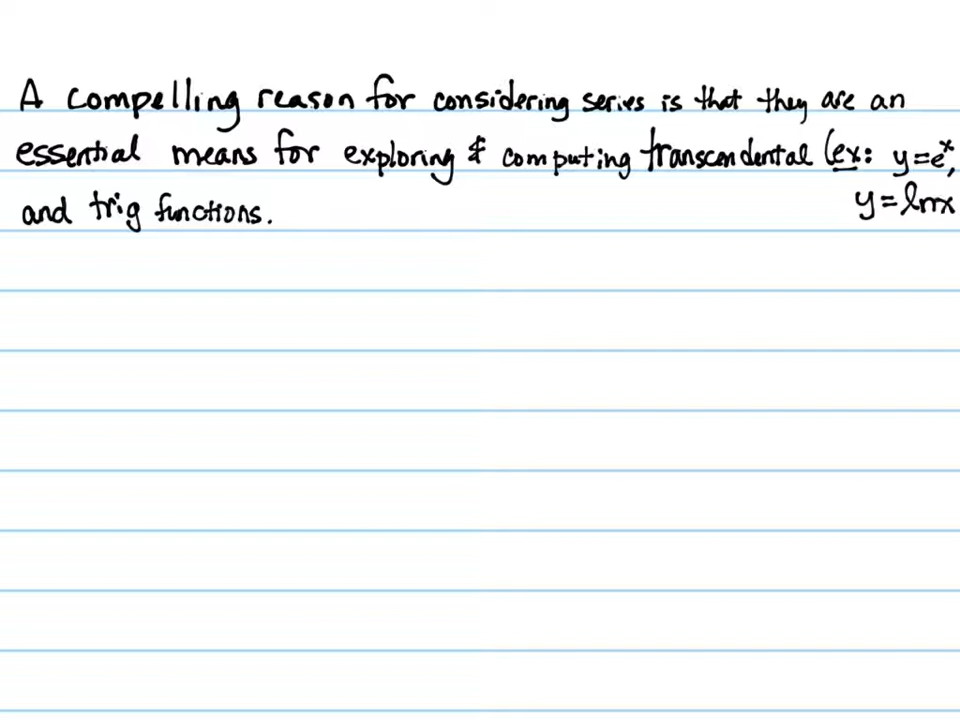 A compelling reason for considering series is that they are an
essential means for exploring & computing transcendental (ex: y=eˣ,
and trig functions. y=lnx